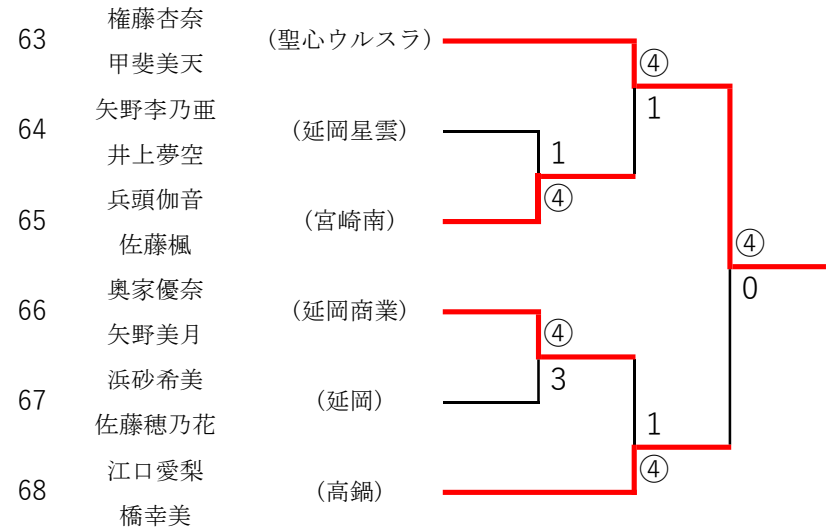 権藤杏奈
63 (聖心ウルスラ)
甲斐美天
④
1
矢野李乃亜
64 (延岡星雲)
井上夢空
1
④
兵頭伽音
65 (宮崎南)
佐藤楓
④
0
奥家優奈
66 (延岡商業)
矢野美月
④
3
浜砂希美
67 (延岡)
佐藤穂乃花
1
④
江口愛梨
68 (高鍋)
橋幸美